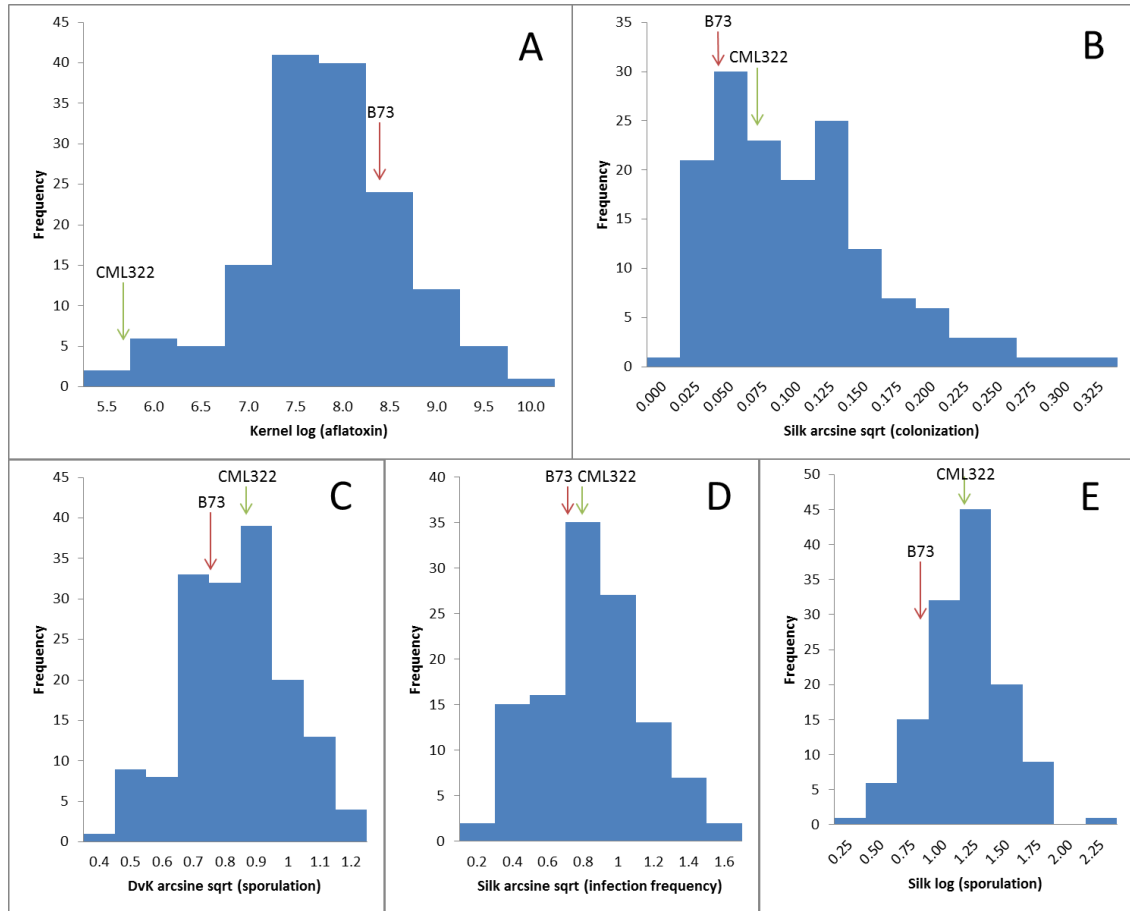 A
45
40
35
30
25
20
15
10
5
0
Frequency
CML322
B73
5.5 6.0 6.5 7.0 7.5 8.0 8.5 9.0 9.5 10.0
Kernel log (aflatoxin)
B
35
30
25
20
15
10
5
0
Frequency
B73
CML322
0.000 0.025 0.050 0.075 0.100 0.125 0.150 0.175 0.200 0.225 0.250 0.275 0.300 0.325
Silk arcsine sqrt (colonization)
C
45
40
35
30
25
20
15
10
5
0
Frequency
B73
CML322
0.4 0.5 0.6 0.7 0.8 0.9 1 1.1 1.2
DvK arcsine sqrt (sporulation)
D
40
35
30
25
20
15
10
5
0
Frequency
B73 CML322
0.2 0.4 0.6 0.8 1 1.2 1.4 1.6
Silk arcsine sqrt (infection frequency)
E
50
45
40
35
30
25
20
15
10
5
0
Frequency
B73
CML322
0.25 0.50 0.75 1.00 1.25 1.50 1.75 2.00 2.25
Silk log (sporulation)